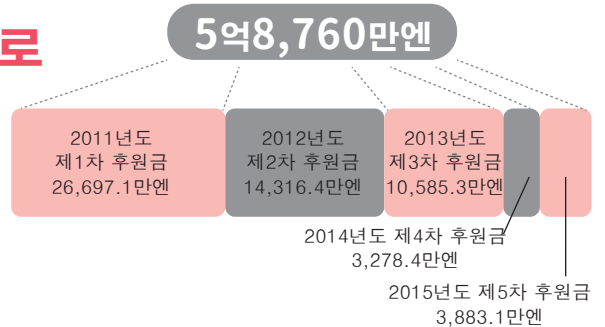 로
5억8,760만엔
2011년도
제1차 후원금
26,697.1만엔
2012년도
제2차 후원금
14,316.4만엔
2013년도
제3차 후원금
10,585.3만엔
2014년도 제4차 후원금
3,278.4만엔
2015년도 제5차 후원금
3,883.1만엔